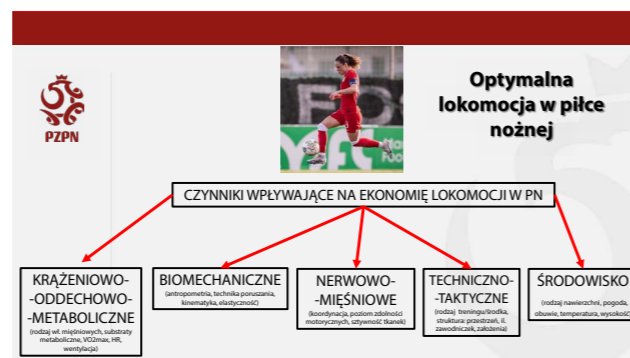 PZPN
Optymalna
lokomocja w piłce
nożnej
CZYNNIKI WPŁYWAJĄCE NA EKONOMIĘ LOKOMOCJI W PN
KRĄŻENIOWO-
-ODDECHOWO-
-METABOLICZNE
(rodzaj wł. mięśniowych, substraty
metaboliczne, VO2max, HR,
wentylacja)
BIOMECHANICZNE
(antropometria, technika poruszania,
kinematyka, elastyczność)
NERWOWO-
-MIĘŚNIOWE
(koordynacja, poziom zdolności
motorycznych, sztywność tkanek)
TECHNICZNO-
-TAKTYCZNE
(rodzaj treningu/środka,
struktura: przestrzeń, il.
zawodniczek, założenia)
ŚRODOWISKO
(rodzaj nawierzchni, pogoda,
obuwie, temperatura, wysokość)